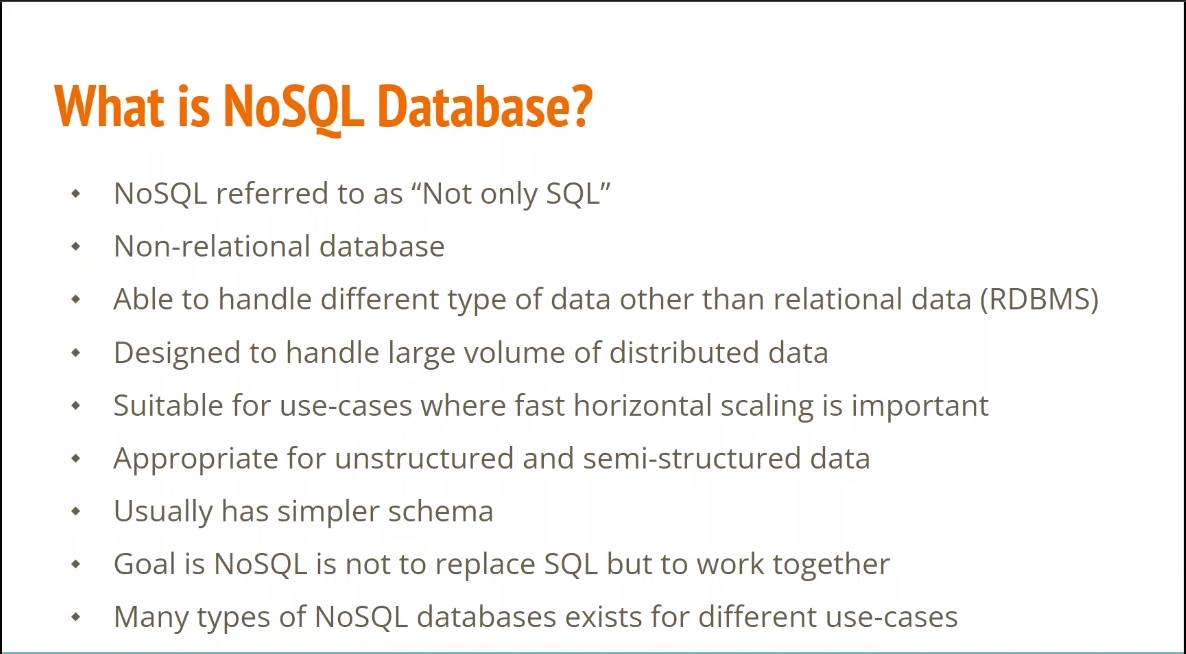 What is NoSQL Database?
NoSQL referred to as “Not only SQL”
Non-relational database
Able to handle different type of data other than relational data (RDBMS)
Designed to handle large volume of distributed data
Suitable for use-cases where fast horizontal scaling is important
Appropriate for unstructured and semi-structured data
Usually has simpler schema
Goal is NoSQL is not to replace SQL but to work together
Many types of NoSQL databases exists for different use-cases